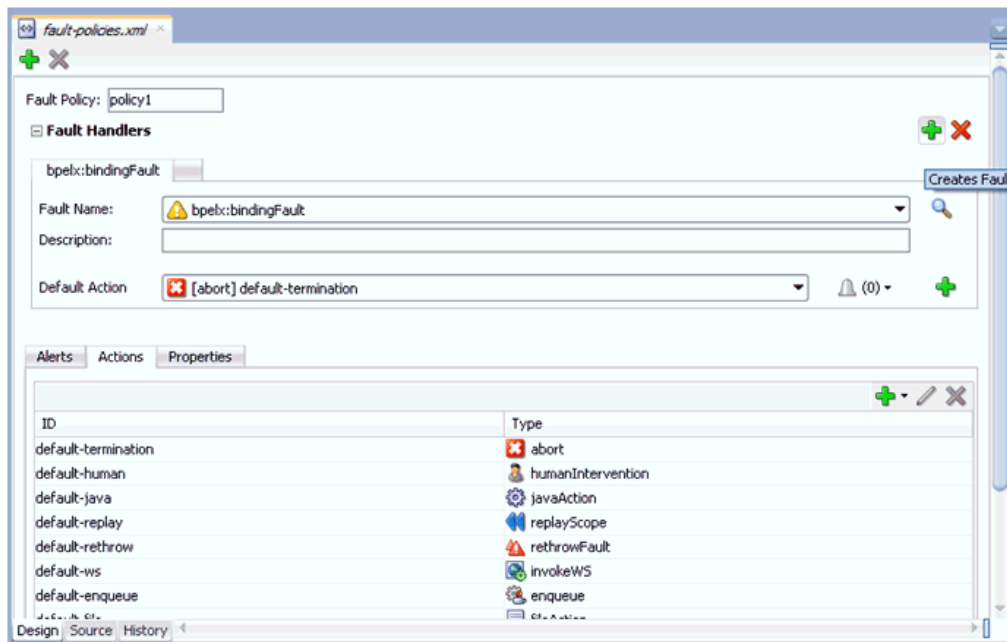 fault-policies.xml
Fault Policy: policy1
Fault Handlers
bpelx:bindingFault
Creates Faul
Fault Name: bpelx:bindingFault
Description:
Default Action [abort] default-termination (0)
Alerts Actions Properties
ID Type
default-termination abort
default-human humanIntervention
default-java javaAction
default-replay replayScope
default-rethrow rethrowFault
default-ws invokeWS
default-enqueue enqueue
Design Source History